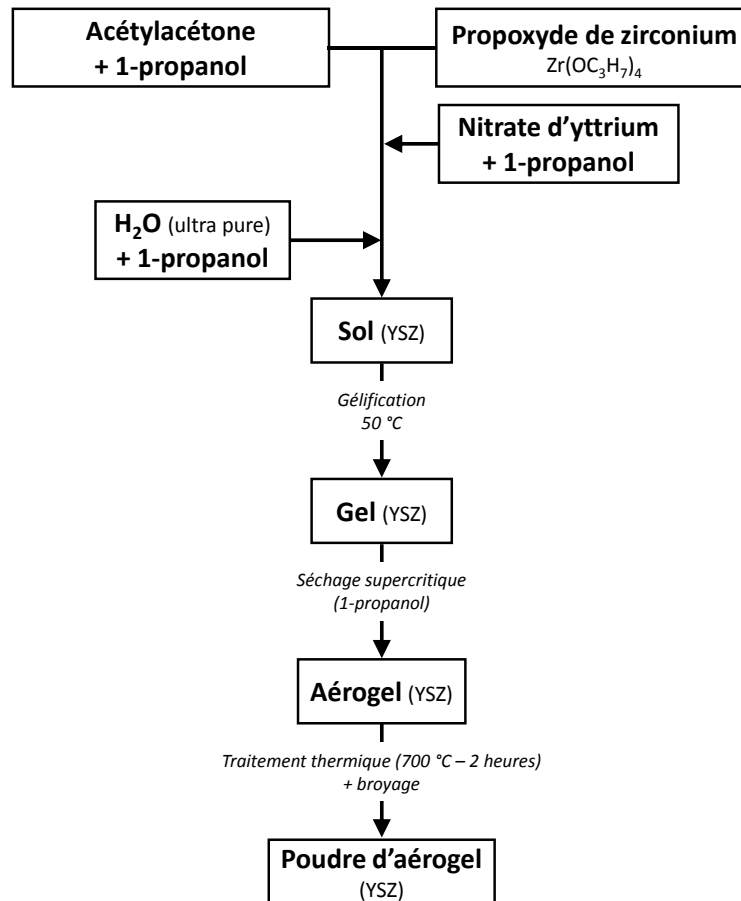 Acétylacétone
+ 1-propanol
Propoxyde de zirconium
Zr(OC₃H₇)₄
Nitrate d'yttrium
+ 1-propanol
H₂O (ultra pure)
+ 1-propanol
Sol (YSZ)
Gélification
50 °C
Gel (YSZ)
Séchage supercritique
(1-propanol)
Aérogel (YSZ)
Traitement thermique (700 °C – 2 heures)
+ broyage
Poudre d'aérogel
(YSZ)